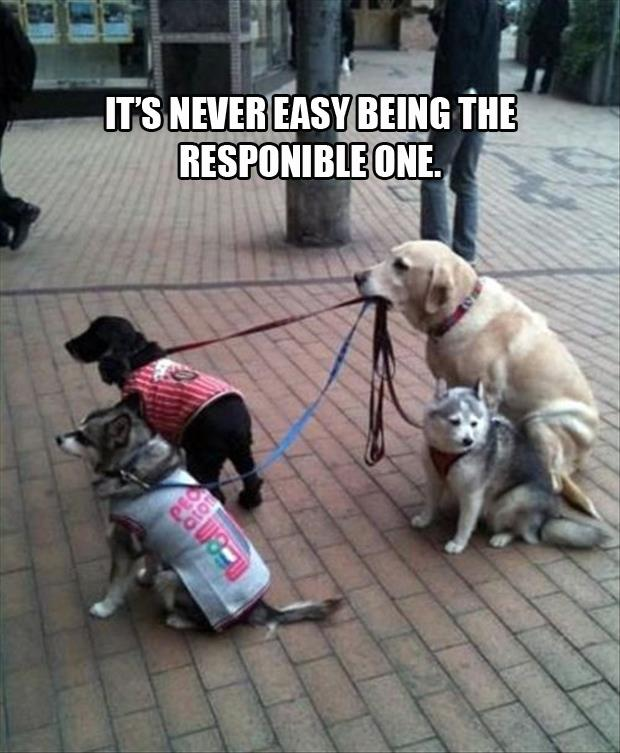 IT'S NEVER EASY BEING THE
RESPONIBLE ONE.